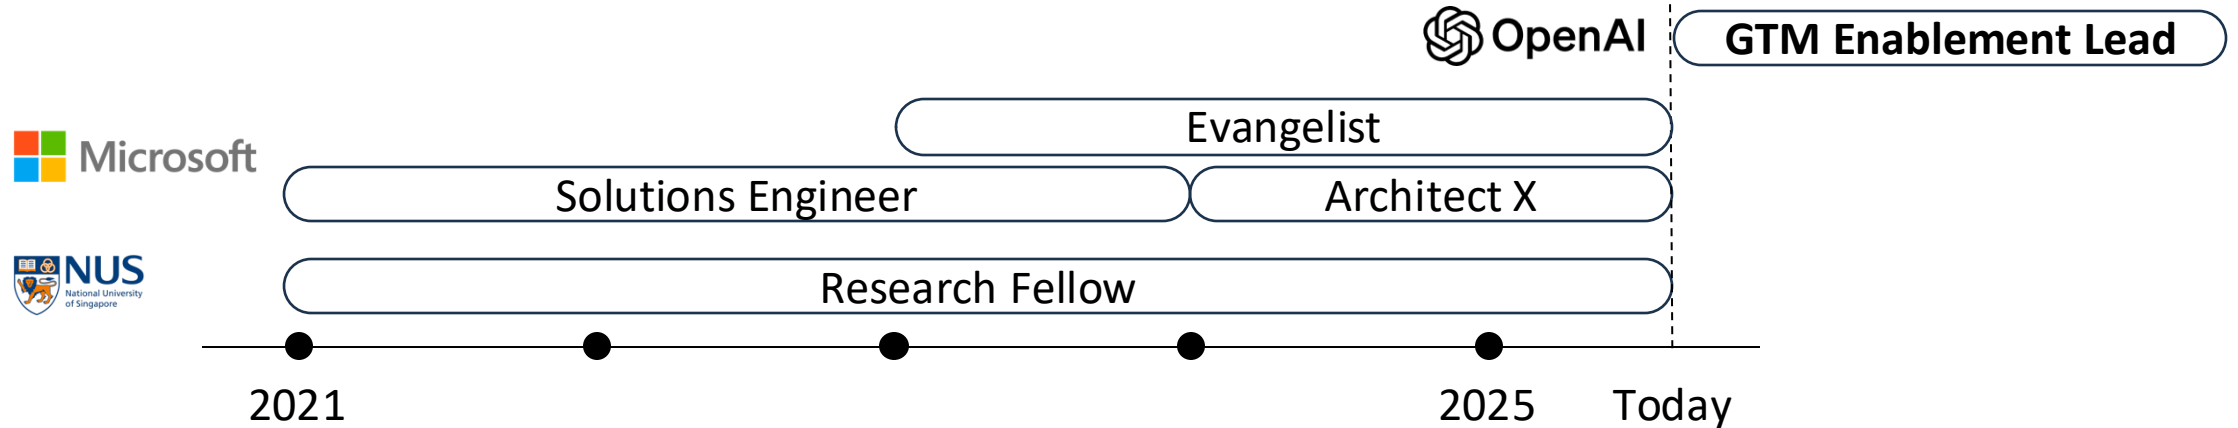 OpenAI
GTM Enablement Lead
Evangelist
Microsoft
Solutions Engineer
Architect X
NUS
National University
of Singapore
Research Fellow
2021
2025
Today